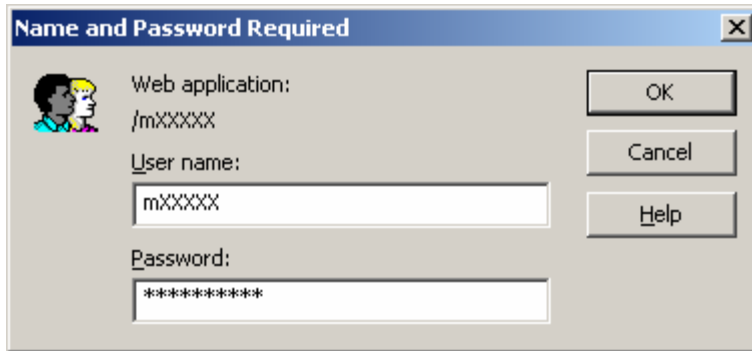 Name and Password Required
Web application:
/mXXXXX
User name:
mXXXXX
Password:
**********
OK
Cancel
Help